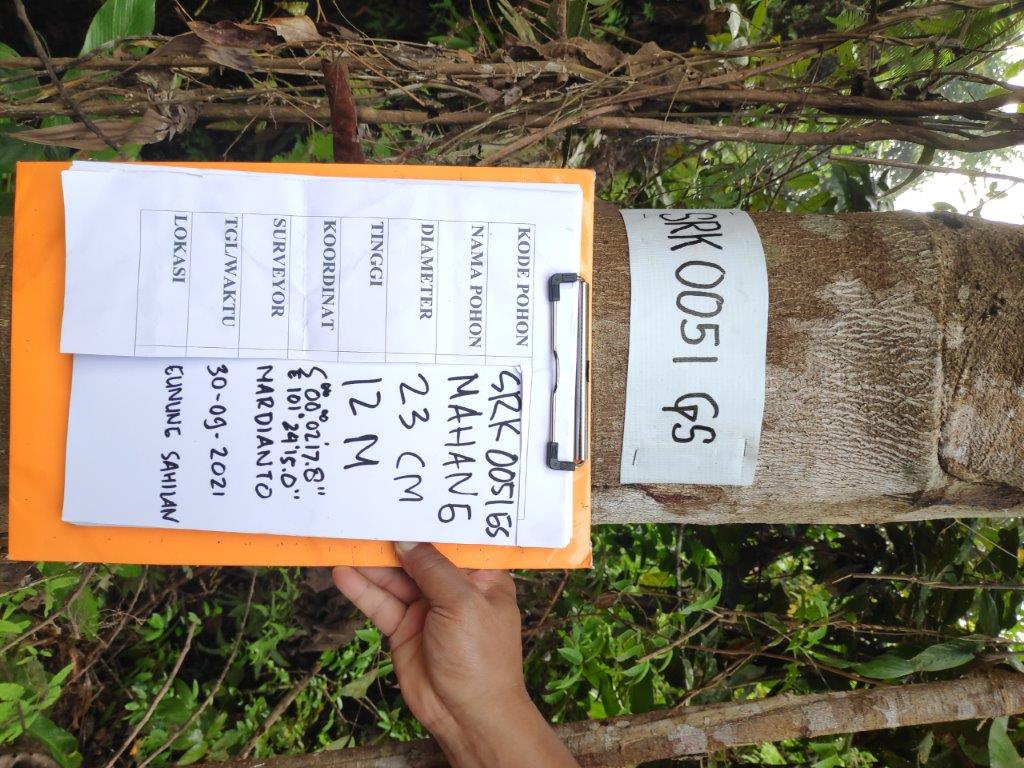 SRK 0051 GS
KODE POHON SRK 0051 GS
NAMA POHON MAHANG
DIAMETER 23 CM
TINGGI 12 M
KOORDINAT S 00° 02' 17.8"
E 101° 24' 15.0"
SURVEYOR MARDIANTO
TGL/WAKTU 30-09-2021
LOKASI GUNUNG SAHILAN